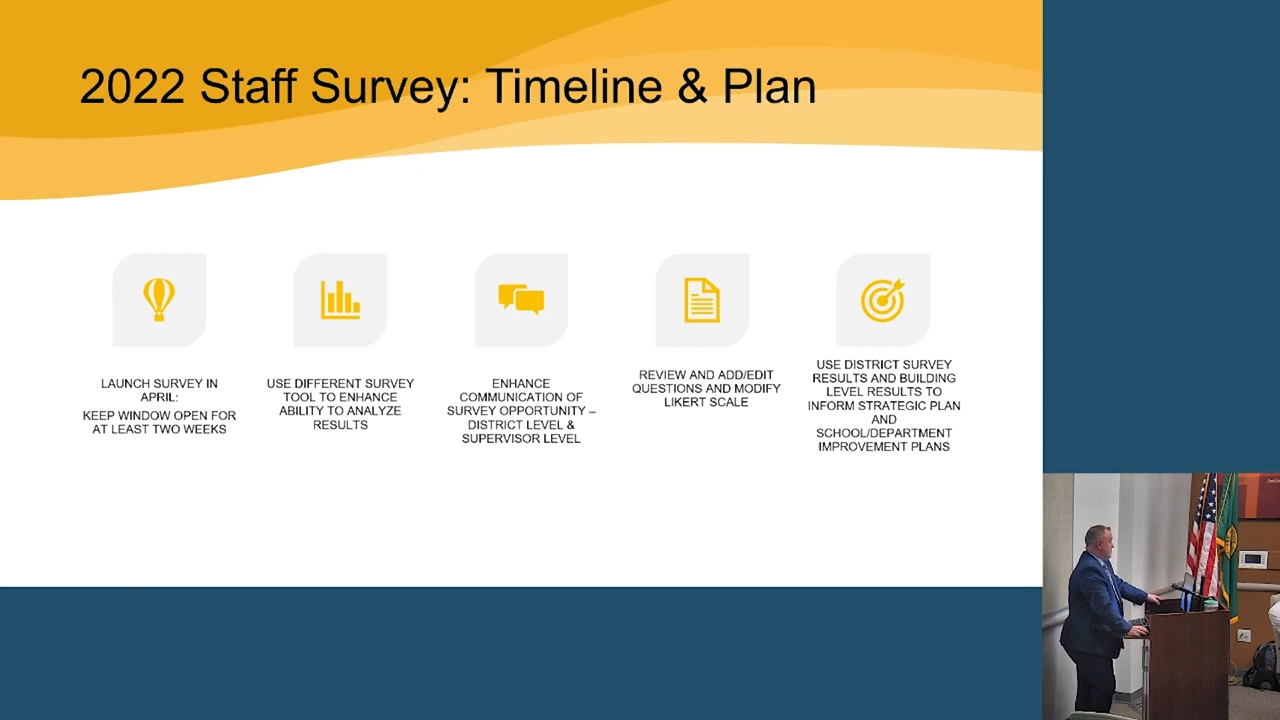 2022 Staff Survey: Timeline & Plan
LAUNCH SURVEY IN
APRIL:
KEEP WINDOW OPEN FOR
AT LEAST TWO WEEKS
USE DIFFERENT SURVEY
TOOL TO ENHANCE
ABILITY TO ANALYZE
RESULTS
ENHANCE
COMMUNICATION OF
SURVEY OPPORTUNITY –
DISTRICT LEVEL &
SUPERVISOR LEVEL
REVIEW AND ADD/EDIT
QUESTIONS AND MODIFY
LIKERT SCALE
USE DISTRICT SURVEY
RESULTS AND BUILDING
LEVEL RESULTS TO
INFORM STRATEGIC PLAN
AND
SCHOOL/DEPARTMENT
IMPROVEMENT PLANS